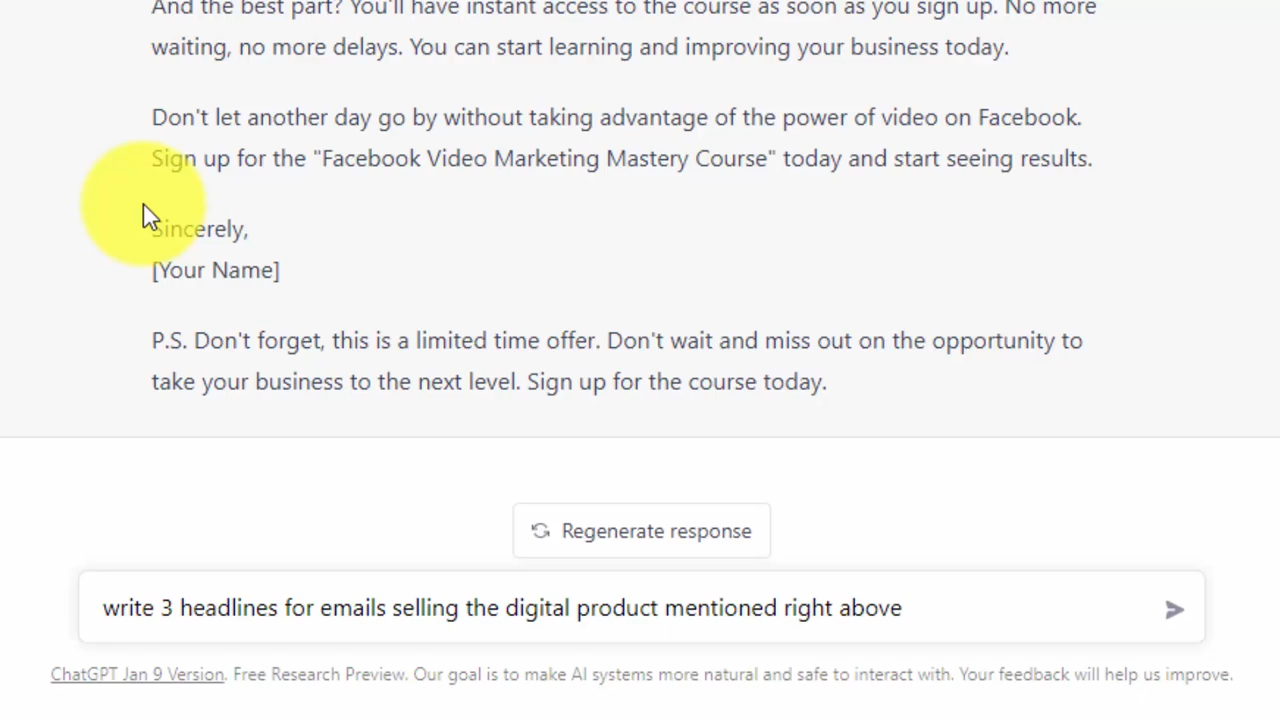 And the best part? You'll have instant access to the course as soon as you sign up. No more
waiting, no more delays. You can start learning and improving your business today.
Don't let another day go by without taking advantage of the power of video on Facebook.
Sign up for the "Facebook Video Marketing Mastery Course" today and start seeing results.
Sincerely,
[Your Name]
P.S. Don't forget, this is a limited time offer. Don't wait and miss out on the opportunity to
take your business to the next level. Sign up for the course today.
Regenerate response
write 3 headlines for emails selling the digital product mentioned right above
ChatGPT Jan 9 Version. Free Research Preview. Our goal is to make AI systems more natural and safe to interact with. Your feedback will help us improve.